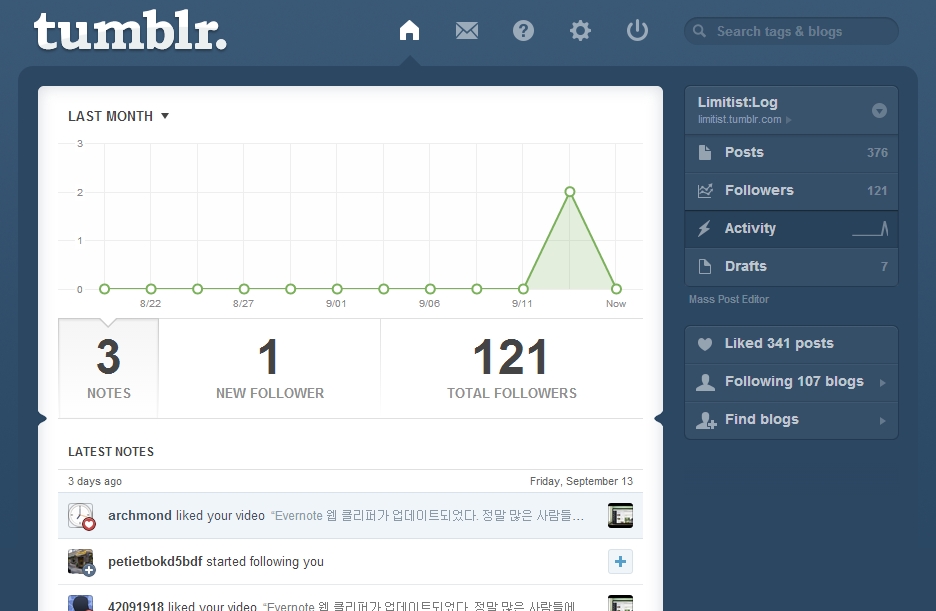 tumblr.
Search tags & blogs
LAST MONTH
3
2
1
0
8/22
8/27
9/01
9/06
9/11
Now
3
NOTES
1
NEW FOLLOWER
121
TOTAL FOLLOWERS
LATEST NOTES
3 days ago
Friday, September 13
archmond liked your video “Evernote 웹 클리퍼가 업데이트되었다. 정말 많은 사람들…
petietbokd5bdf started following you
42091918 liked your video “Evernote 웹 클리퍼가 업데이트되었다. 정말 많은 사람들에
Limitist:Log
limitist.tumblr.com
Posts 376
Followers 121
Activity
Drafts 7
Mass Post Editor
Liked 341 posts
Following 107 blogs
Find blogs